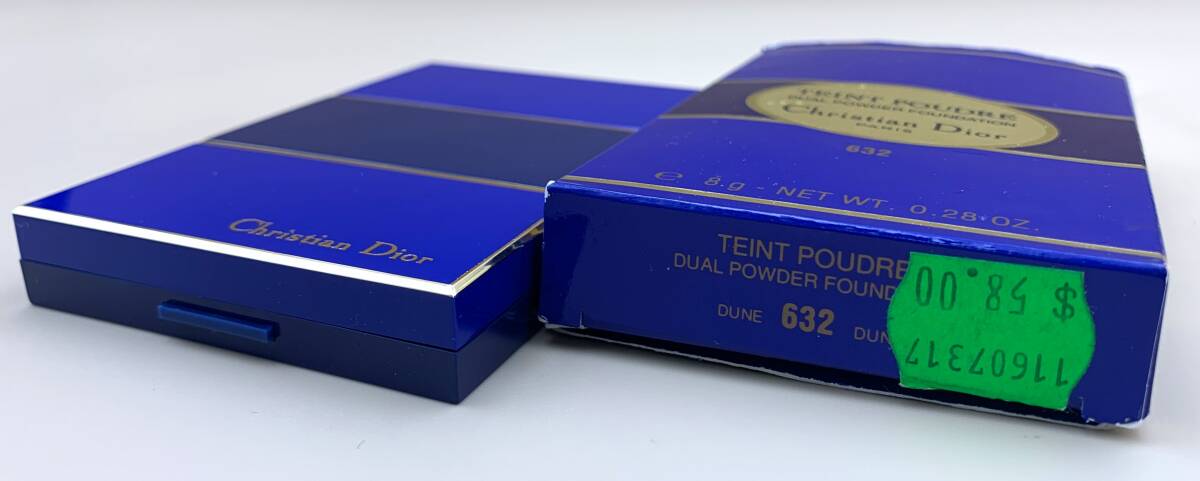 Christian Dior
TEINT POUDRE
DUAL POWDER FOUNDATION
Christian Dior
PARIS
632
e 8 g - NET WT. 0.28 OZ.
TEINT POUDRE
DUAL POWDER FOUND
DUNE 632 DUN
$ 58.00
11607317